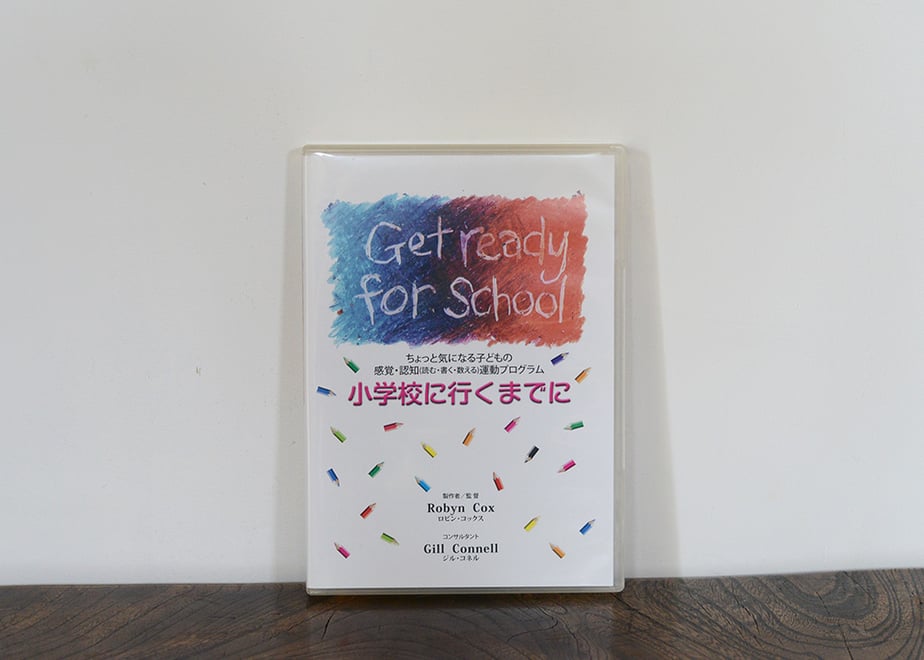 Get ready
for School
ちょっと気になる子どもの
感覚・認知(読む・書く・数える)運動プログラム
小学校に行くまでに
製作者／監督
Robyn Cox
ロビン・コックス
コンサルタント
Gill Connell
ジル・コネル